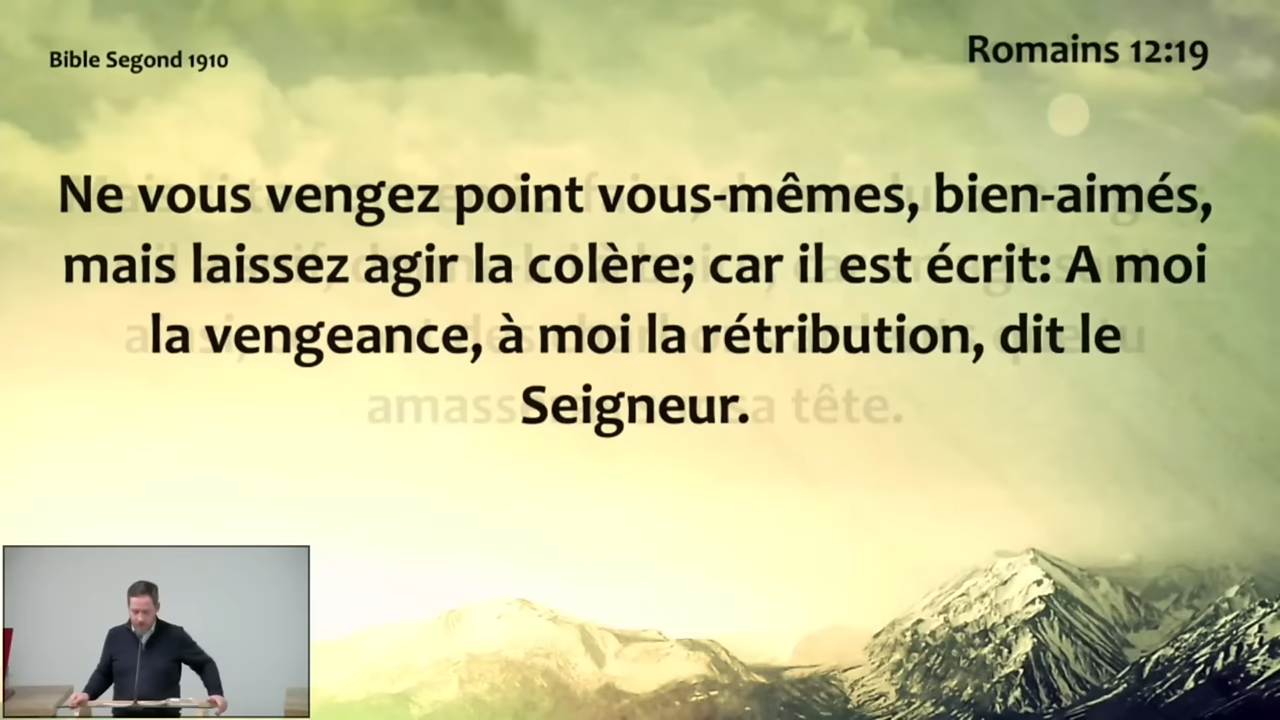 Bible Segond 1910
Romains 12:19
Ne vous vengez point vous-mêmes, bien-aimés,
mais laissez agir la colère; car il est écrit: A moi
la vengeance, à moi la rétribution, dit le
Seigneur.